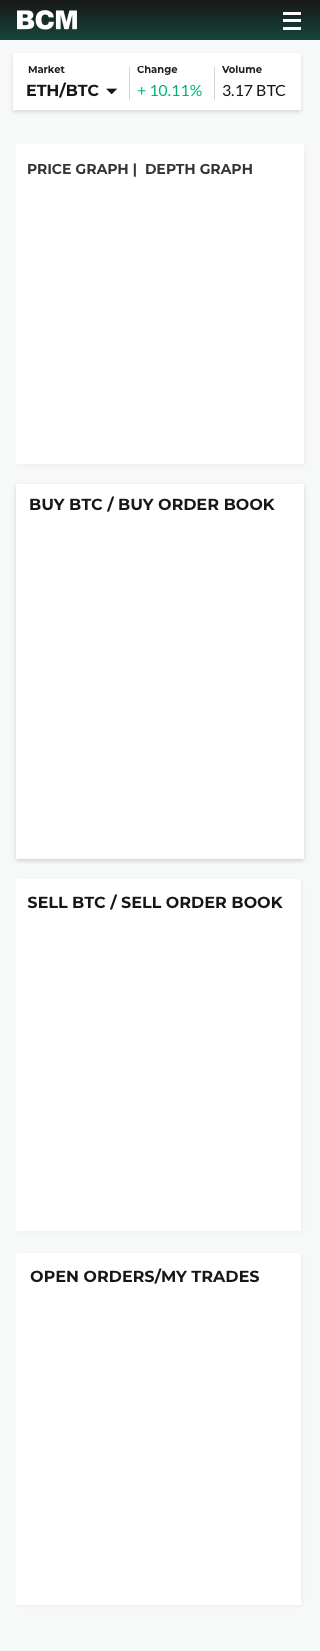 BCM
Market Change Volume
ETH/BTC + 10.11% 3.17 BTC
PRICE GRAPH | DEPTH GRAPH
BUY BTC / BUY ORDER BOOK
SELL BTC / SELL ORDER BOOK
OPEN ORDERS/MY TRADES